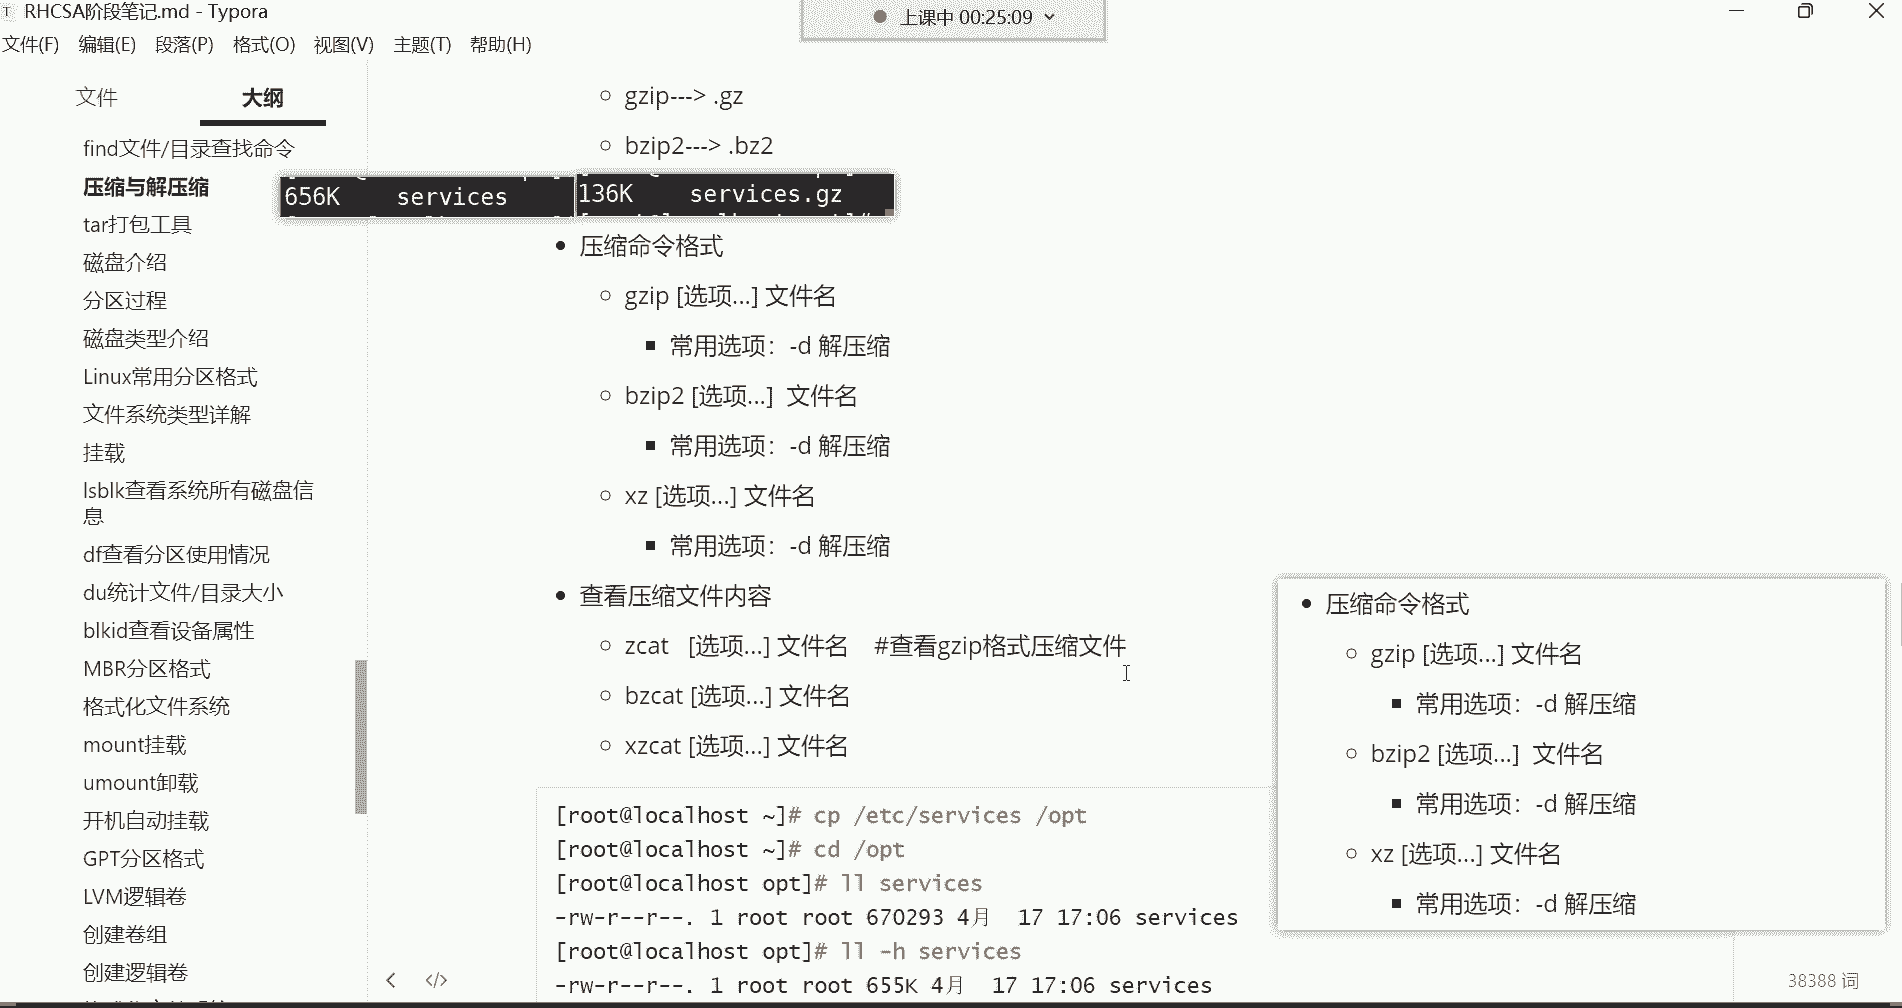 RHCSA阶段笔记.md - Typora
上课中 00:25:09
文件(F) 编辑(E) 段落(P) 格式(O) 视图(V) 主题(T) 帮助(H)
文件 大纲
find文件/目录查找命令
压缩与解压缩
tar打包工具
磁盘介绍
分区过程
磁盘类型介绍
Linux常用分区格式
文件系统类型详解
挂载
lsblk查看系统所有磁盘信
息
df查看分区使用情况
du统计文件/目录大小
blkid查看设备属性
MBR分区格式
格式化文件系统
mount挂载
umount卸载
开机自动挂载
GPT分区格式
LVM逻辑卷
创建卷组
创建逻辑卷
gzip---> .gz
bzip2---> .bz2
656K services
136K services.gz
压缩命令格式
gzip [选项...] 文件名
常用选项：-d 解压缩
bzip2 [选项...] 文件名
常用选项：-d 解压缩
xz [选项...] 文件名
常用选项：-d 解压缩
查看压缩文件内容
zcat [选项...] 文件名 #查看gzip格式压缩文件
bzcat [选项...] 文件名
xzcat [选项...] 文件名
[root@localhost ~]# cp /etc/services /opt
[root@localhost ~]# cd /opt
[root@localhost opt]# ll services
-rw-r--r--. 1 root root 670293 4月 17 17:06 services
[root@localhost opt]# ll -h services
-rw-r--r--. 1 root root 655K 4月 17 17:06 services
压缩命令格式
gzip [选项...] 文件名
常用选项：-d 解压缩
bzip2 [选项...] 文件名
常用选项：-d 解压缩
xz [选项...] 文件名
常用选项：-d 解压缩
38388 词